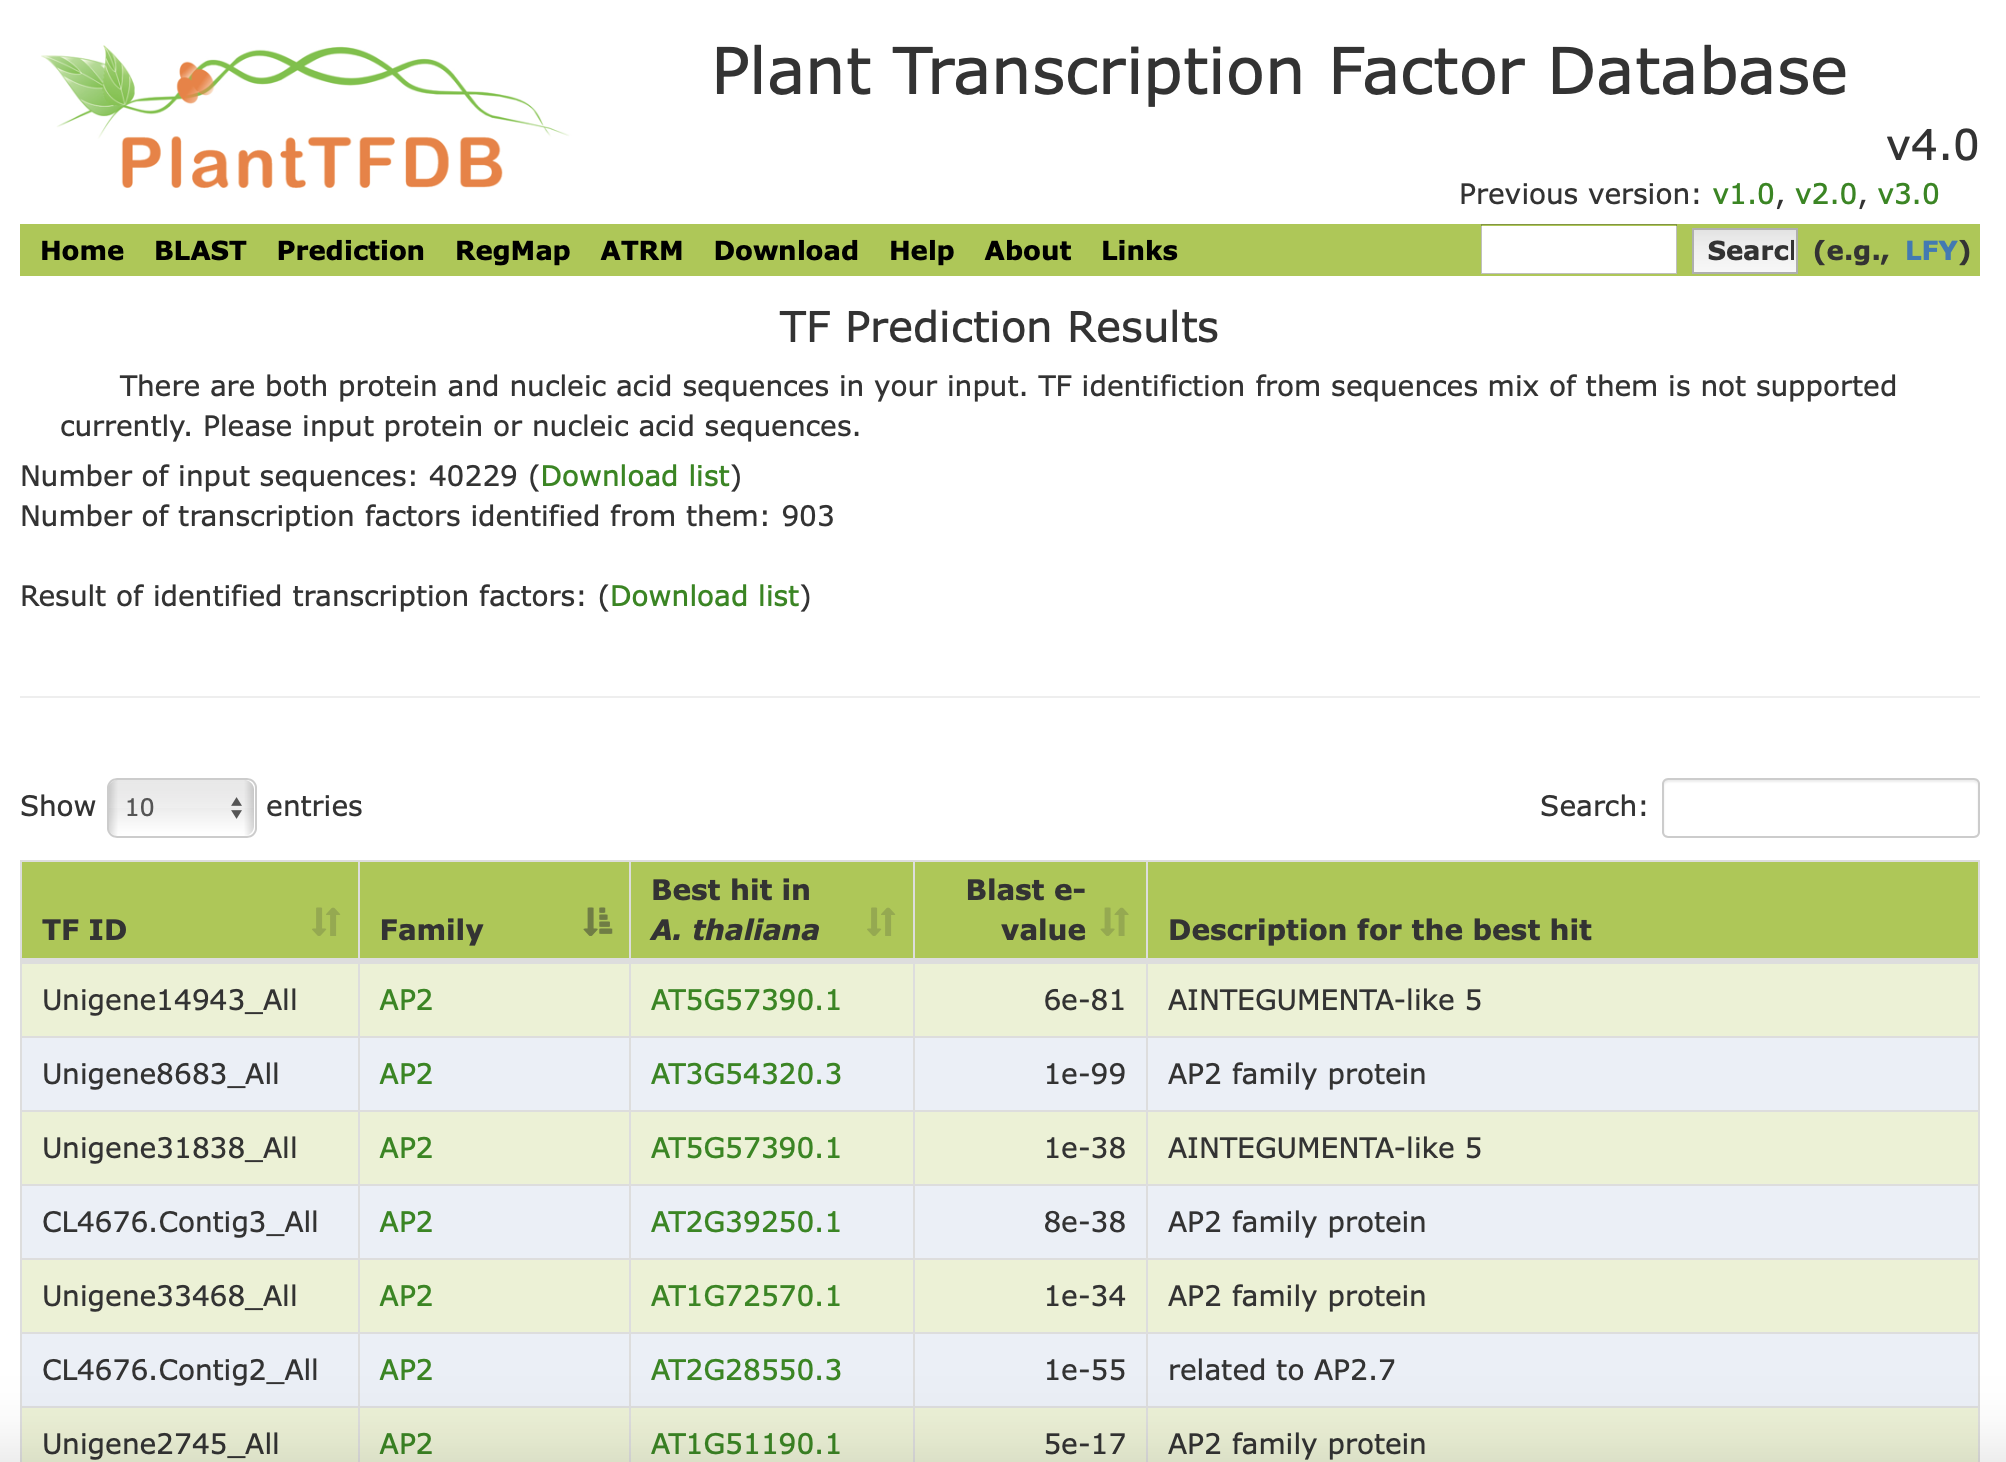 PlantTFDB
Plant Transcription Factor Database
v4.0
Previous version: v1.0, v2.0, v3.0
Home BLAST Prediction RegMap ATRM Download Help About Links Search (e.g., LFY)
TF Prediction Results
There are both protein and nucleic acid sequences in your input. TF identifiction from sequences mix of them is not supported
currently. Please input protein or nucleic acid sequences.
Number of input sequences: 40229 (Download list)
Number of transcription factors identified from them: 903
Result of identified transcription factors: (Download list)
Show 10 entries Search:
TF ID Family Best hit in A. thaliana Blast e-value Description for the best hit
Unigene14943_All AP2 AT5G57390.1 6e-81 AINTEGUMENTA-like 5
Unigene8683_All AP2 AT3G54320.3 1e-99 AP2 family protein
Unigene31838_All AP2 AT5G57390.1 1e-38 AINTEGUMENTA-like 5
CL4676.Contig3_All AP2 AT2G39250.1 8e-38 AP2 family protein
Unigene33468_All AP2 AT1G72570.1 1e-34 AP2 family protein
CL4676.Contig2_All AP2 AT2G28550.3 1e-55 related to AP2.7
Unigene2745_All AP2 AT1G51190.1 5e-17 AP2 family protein